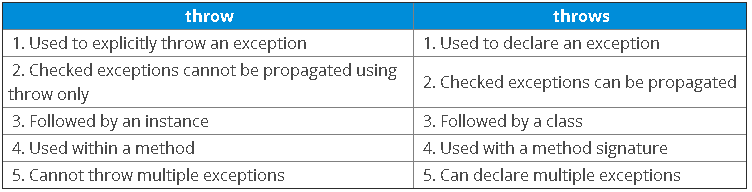 throw throws
1. Used to explicitly throw an exception 1. Used to declare an exception
2. Checked exceptions cannot be propagated using
throw only
2. Checked exceptions can be propagated
3. Followed by an instance 3. Followed by a class
4. Used within a method 4. Used with a method signature
5. Cannot throw multiple exceptions 5. Can declare multiple exceptions